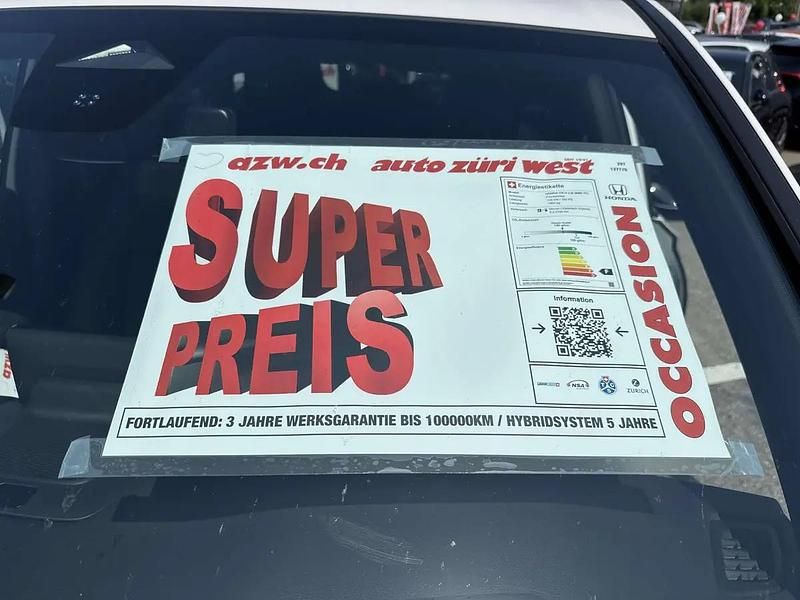 azw.ch auto züri west
SUPER
PREIS
Energieetikette
HONDA
OCCASION
Information
NSA
ZURICH
FORTLAUFEND: 3 JAHRE WERKSGARANTIE BIS 100000KM / HYBRIDSYSTEM 5 JAHRE